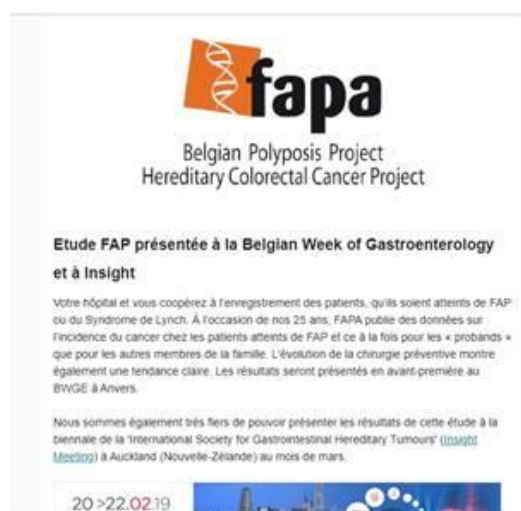 fapa
Belgian Polyposis Project
Hereditary Colorectal Cancer Project
Etude FAP présentée à la Belgian Week of Gastroenterology
et à Insight
Votre hôpital et vous coopérez à l'enregistrement des patients, qu'ils soient atteints de FAP
ou du Syndrome de Lynch. À l'occasion de nos 25 ans, FAPA publie des données sur
l'incidence du cancer chez les patients atteints de FAP et ce à la fois pour les « probands »
que pour les autres membres de la famille. L'évolution de la chirurgie préventive montre
également une tendance claire. Les résultats seront présentés en avant-première au
BWGE à Anvers.
Nous sommes également très fiers de pouvoir présenter les résultats de cette étude à la
biennale de la 'International Society for Gastrointestinal Hereditary Tumours' (Insight
Meeting) à Auckland (Nouvelle-Zélande) au mois de mars.
20 >22.02.19